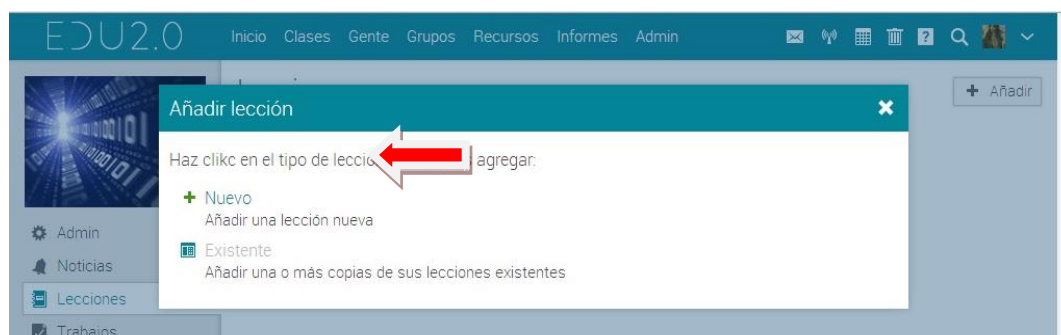 EDU2.0 Inicio Clases Gente Grupos Recursos Informes Admin
Añadir
Añadir lección
Haz clikc en el tipo de agregar:
Nuevo
Añadir una lección nueva
Existente
Añadir una o más copias de sus lecciones existentes
Admin
Noticias
Lecciones
Trabajos